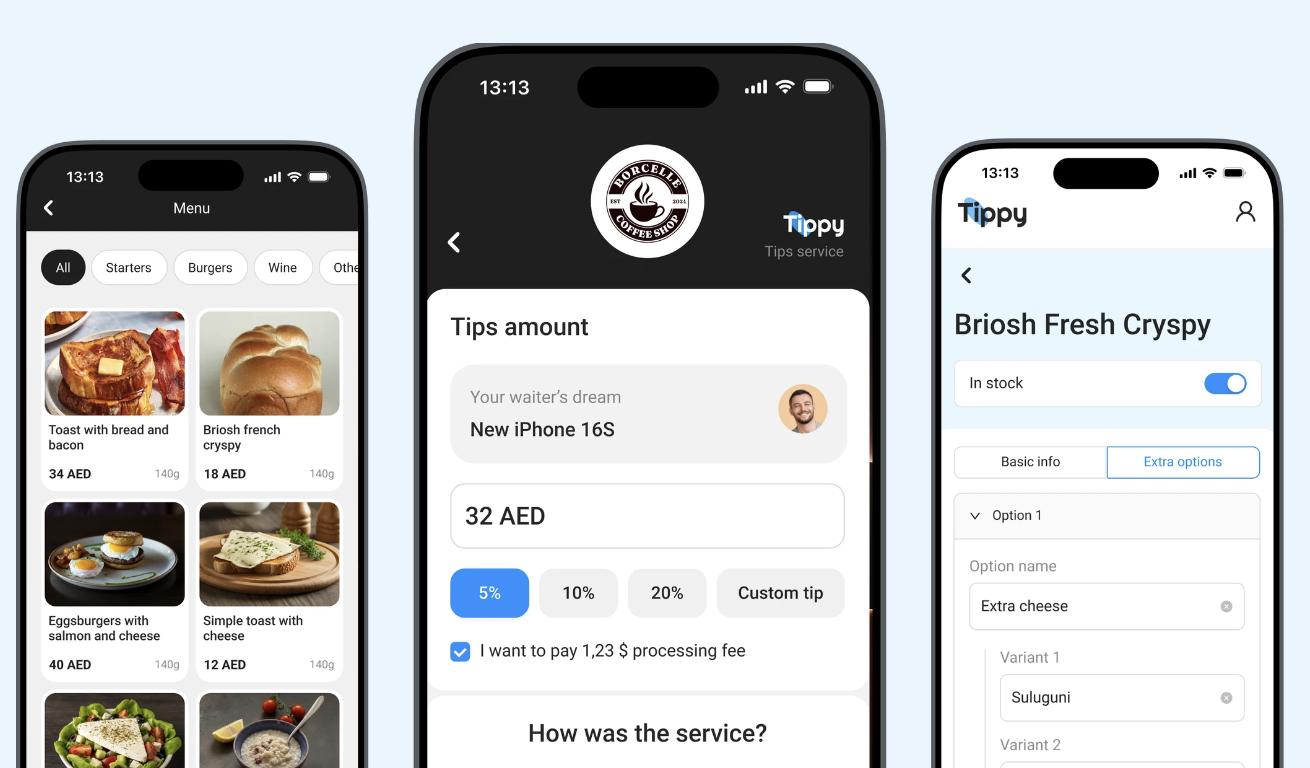 13:13
Menu
All
Starters
Burgers
Wine
Othe
Toast with bread and
bacon
34 AED
140g
Briosh french
cryspy
18 AED
140g
Eggsburgers with
salmon and cheese
40 AED
140g
Simple toast with
cheese
12 AED
140g
13:13
BORCELLE
EST
2024
COFFEE SHOP
Tippy
Tips service
Tips amount
Your waiter’s dream
New iPhone 16S
32 AED
5%
10%
20%
Custom tip
I want to pay 1,23 $ processing fee
How was the service?
13:13
Tippy
Briosh Fresh Cryspy
In stock
Basic info
Extra options
Option 1
Option name
Extra cheese
Variant 1
Suluguni
Variant 2